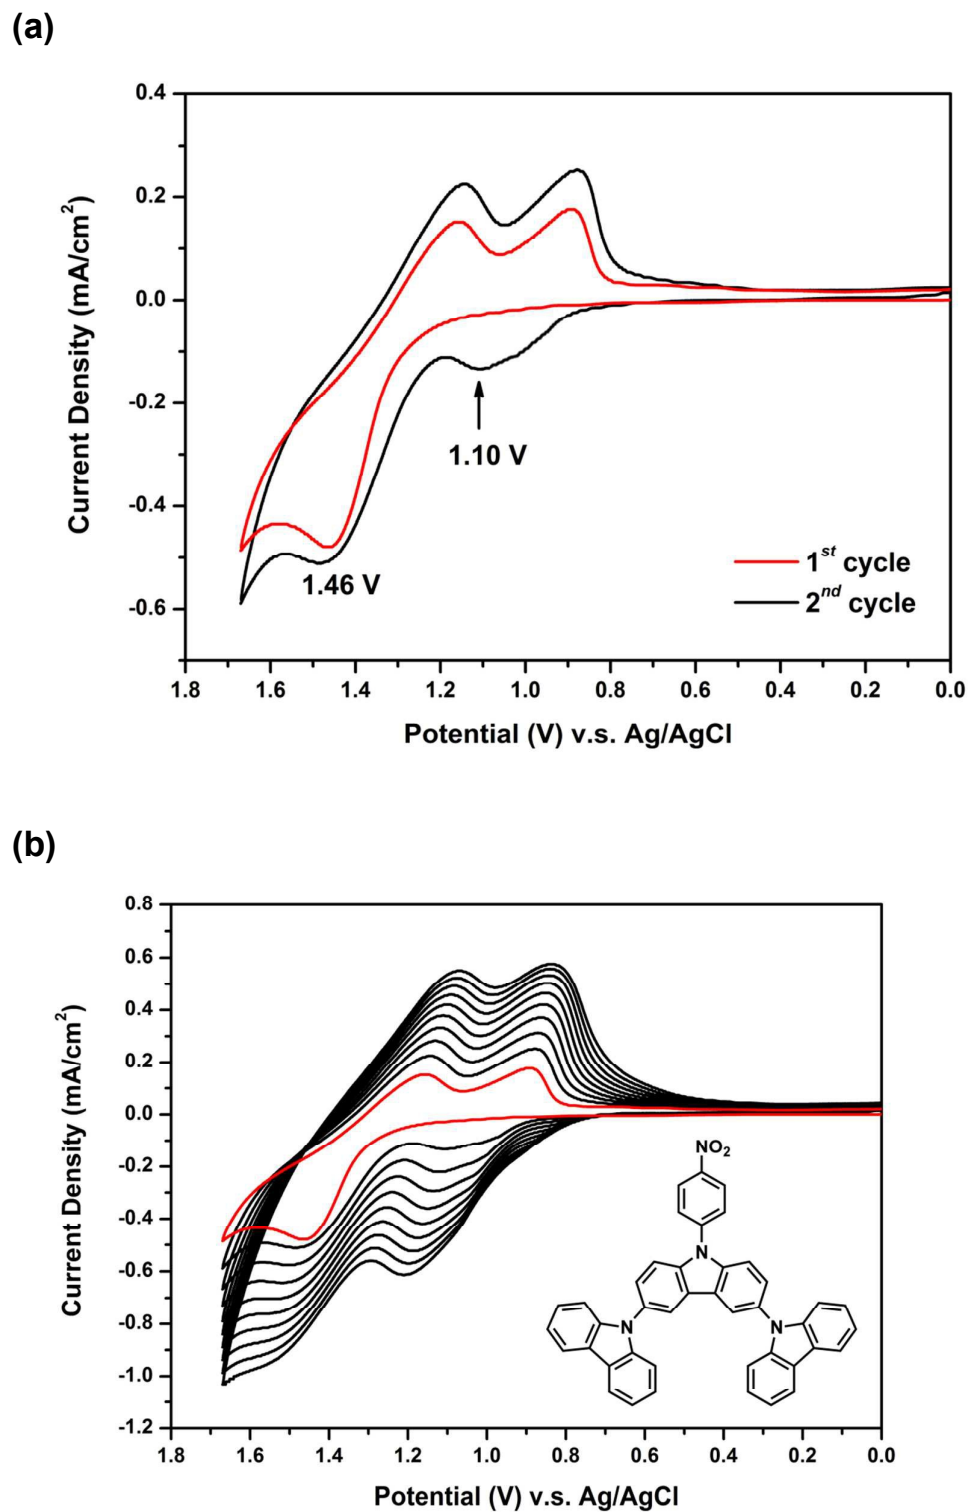 (a)
0.4
0.2
0.0
-0.2
-0.4
-0.6
Current Density (mA/cm²)
1.10 V
1.46 V
1ˢᵗ cycle
2ⁿᵈ cycle
1.8 1.6 1.4 1.2 1.0 0.8 0.6 0.4 0.2 0.0
Potential (V) v.s. Ag/AgCl
(b)
0.8
0.6
0.4
0.2
0.0
-0.2
-0.4
-0.6
-0.8
-1.0
-1.2
Current Density (mA/cm²)
NO₂
N
N
N
1.8 1.6 1.4 1.2 1.0 0.8 0.6 0.4 0.2 0.0
Potential (V) v.s. Ag/AgCl